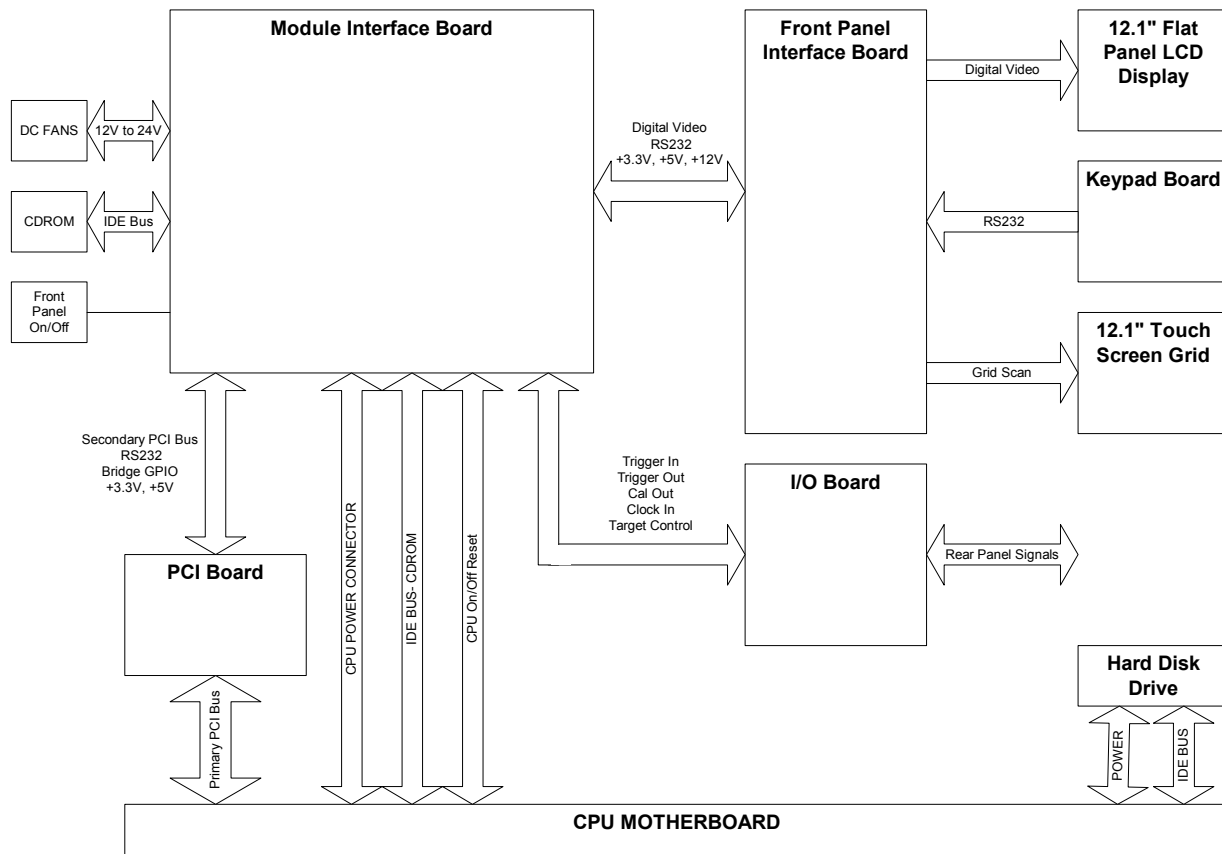 Module Interface Board
Front Panel
Interface Board
12.1" Flat
Panel LCD
Display
Digital Video
DC FANS
12V to 24V
Digital Video
RS232
+3.3V, +5V, +12V
Keypad Board
CDROM
IDE Bus
RS232
Front
Panel
On/Off
12.1" Touch
Screen Grid
Grid Scan
Secondary PCI Bus
RS232
Bridge GPIO
+3.3V, +5V
Trigger In
Trigger Out
Cal Out
Clock In
Target Control
I/O Board
PCI Board
CPU POWER CONNECTOR
IDE BUS- CDROM
CPU On/Off Reset
Rear Panel Signals
Hard Disk
Drive
Primary PCI Bus
POWER
IDE BUS
CPU MOTHERBOARD